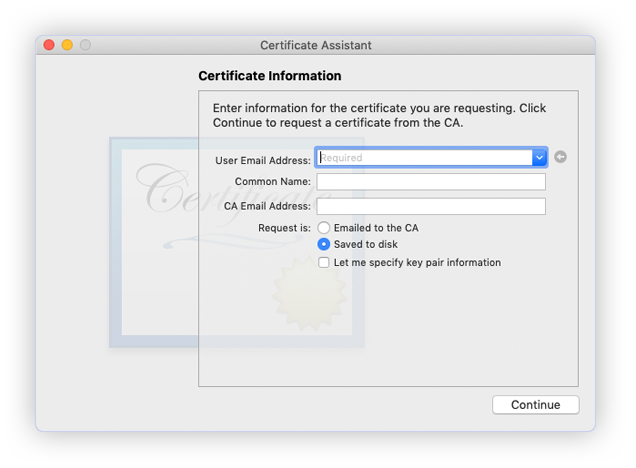 Certificate Assistant
Certificate Information
Enter information for the certificate you are requesting. Click
Continue to request a certificate from the CA.
User Email Address: Required
Common Name:
CA Email Address:
Request is: Emailed to the CA
Saved to disk
Let me specify key pair information
Certificate
Continue